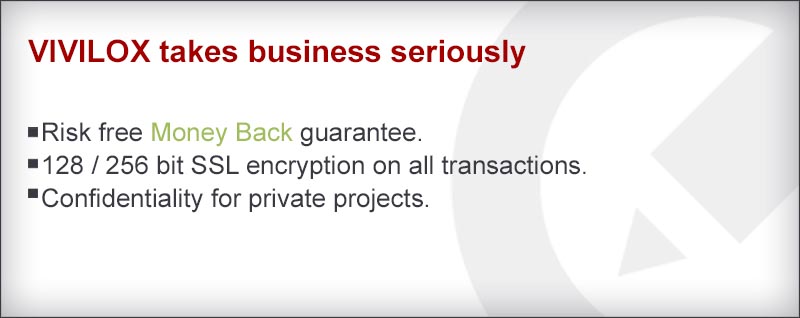 VIVILOX takes business seriously
▪Risk free Money Back guarantee.
▪128 / 256 bit SSL encryption on all transactions.
▪Confidentiality for private projects.